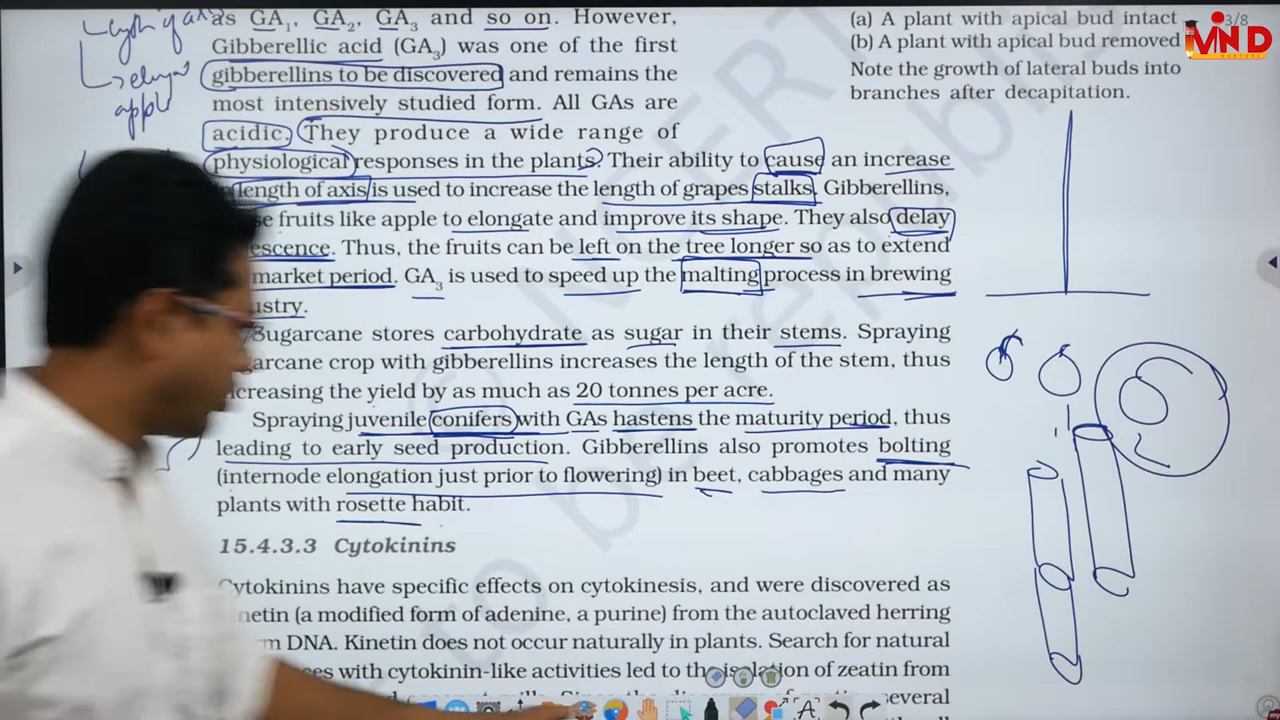 as GA1, GA2, GA3 and so on. However,
Gibberellic acid (GA3) was one of the first
gibberellins to be discovered and remains the
most intensively studied form. All GAs are
acidic. They produce a wide range of
physiological responses in the plants. Their ability to cause an increase
length of axis is used to increase the length of grapes stalks. Gibberellins,
fruits like apple to elongate and improve its shape. They also delay
escence. Thus, the fruits can be left on the tree longer so as to extend
market period. GA3 is used to speed up the malting process in brewing
ustry.
Sugarcane stores carbohydrate as sugar in their stems. Spraying
garcane crop with gibberellins increases the length of the stem, thus
ncreasing the yield by as much as 20 tonnes per acre.
Spraying juvenile conifers with GAs hastens the maturity period, thus
leading to early seed production. Gibberellins also promotes bolting
(internode elongation just prior to flowering) in beet, cabbages and many
plants with rosette habit.
15.4.3.3 Cytokinins
Cytokinins have specific effects on cytokinesis, and were discovered as
netin (a modified form of adenine, a purine) from the autoclaved herring
m DNA. Kinetin does not occur naturally in plants. Search for natural
ces with cytokinin-like activities led to the isolation of zeatin from
several
(a) A plant with apical bud intact
(b) A plant with apical bud removed
Note the growth of lateral buds into
branches after decapitation.
3/8
MIND